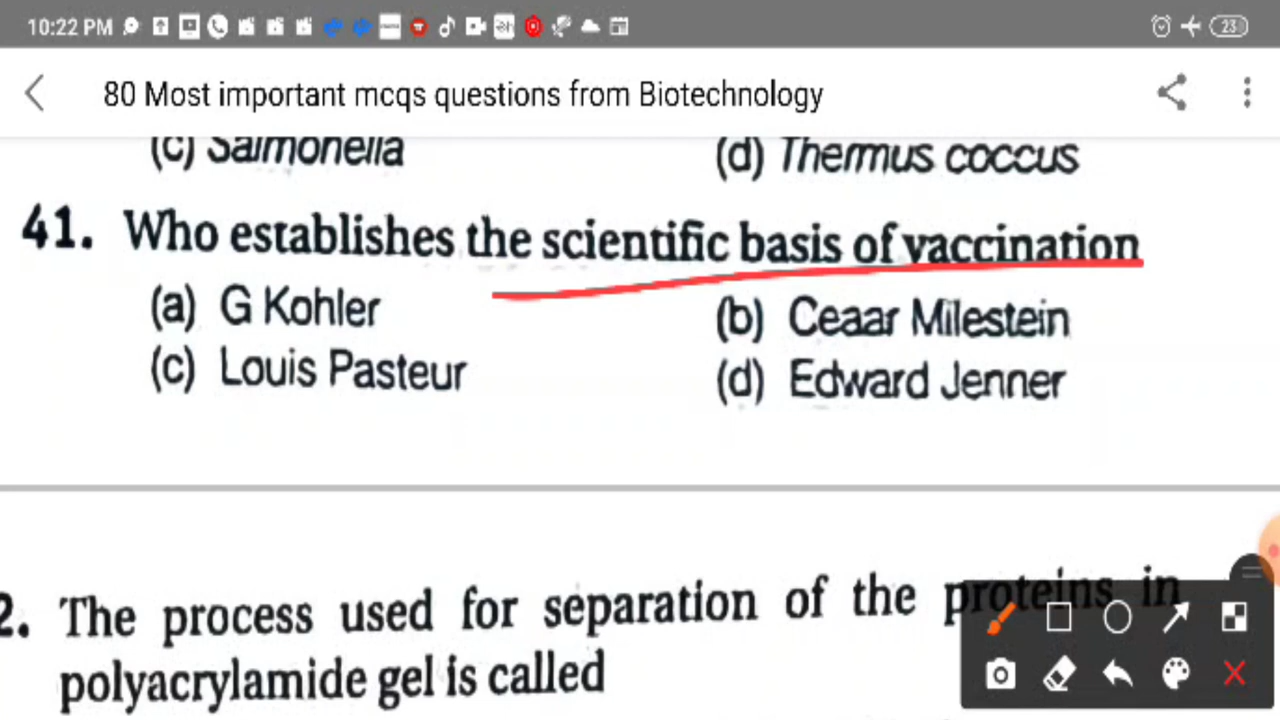 10:22 PM
23
80 Most important mcqs questions from Biotechnology
(c) Salmonella (d) Thermus coccus
41. Who establishes the scientific basis of vaccination
(a) G Kohler (b) Ceaar Milestein
(c) Louis Pasteur (d) Edward Jenner
2. The process used for separation of the proteins in
polyacrylamide gel is called